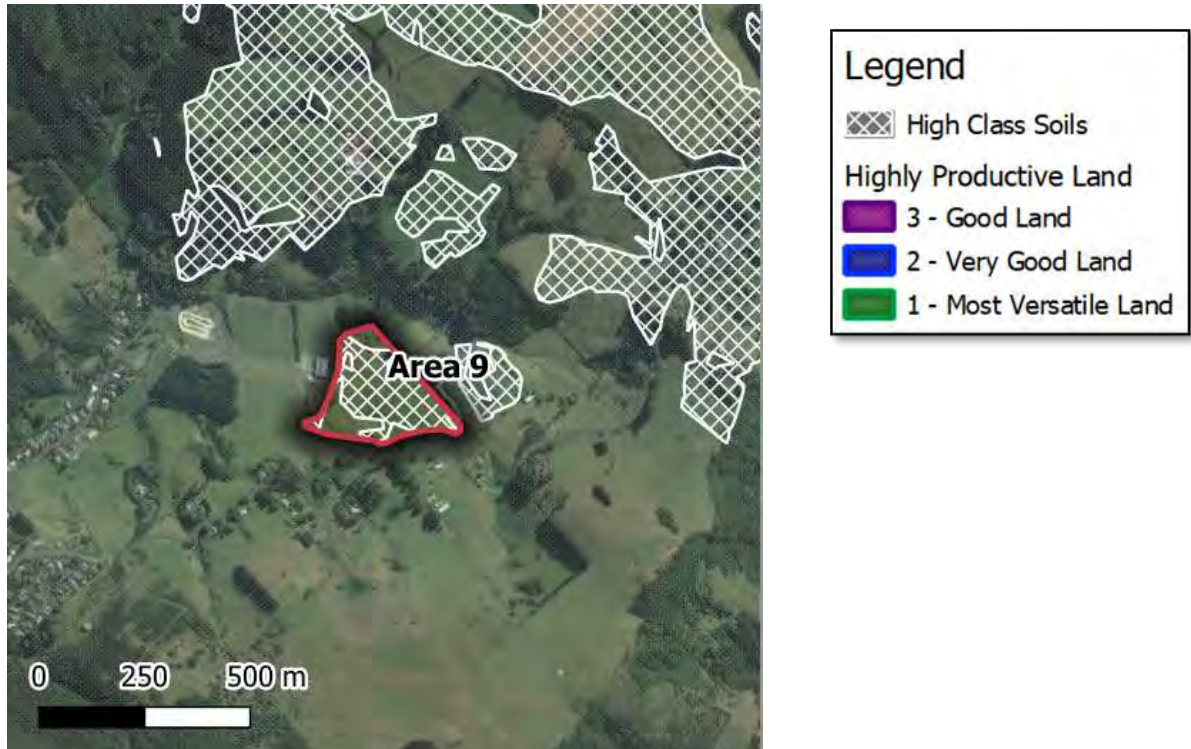 Area 9
0 250 500 m
Legend
High Class Soils
Highly Productive Land
3 - Good Land
2 - Very Good Land
1 - Most Versatile Land